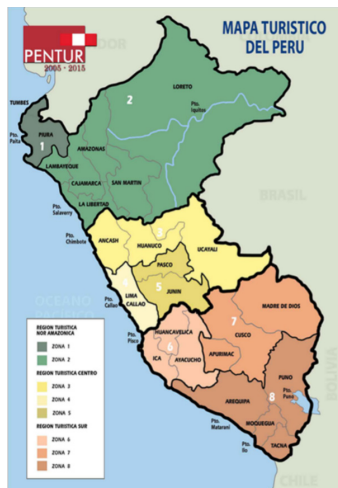 MAPA TURISTICO
DEL PERU
PENTUR
2005 - 2015
ECUADOR
TUMBES
Pto.
Paita
PIURA
1
2
LORETO
Pto.
Iquitos
AMAZONAS
LAMBAYEQUE
CAJAMARCA
SAN MARTIN
LA LIBERTAD
Pto.
Salaverry
BRASIL
Pto.
Chimbote
ANCASH
3
HUANUCO
UCAYALI
PASCO
4
5
LIMA
CALLAO
JUNIN
Pto.
Callao
OCEANO
PACIFICO
Pto.
Pisco
HUANCAVELICA
7
MADRE DE DIOS
CUSCO
6
ICA
AYACUCHO
APURIMAC
PUNO
Pto.
Puno
8
AREQUIPA
MOQUEGUA
TACNA
Pto.
Matarani
Pto.
Ilo
BOLIVIA
CHILE
REGION TURISTICA
NOR AMAZONICA
ZONA 1
ZONA 2
REGION TURISTICA CENTRO
ZONA 3
ZONA 4
ZONA 5
REGION TURISTICA SUR
ZONA 6
ZONA 7
ZONA 8